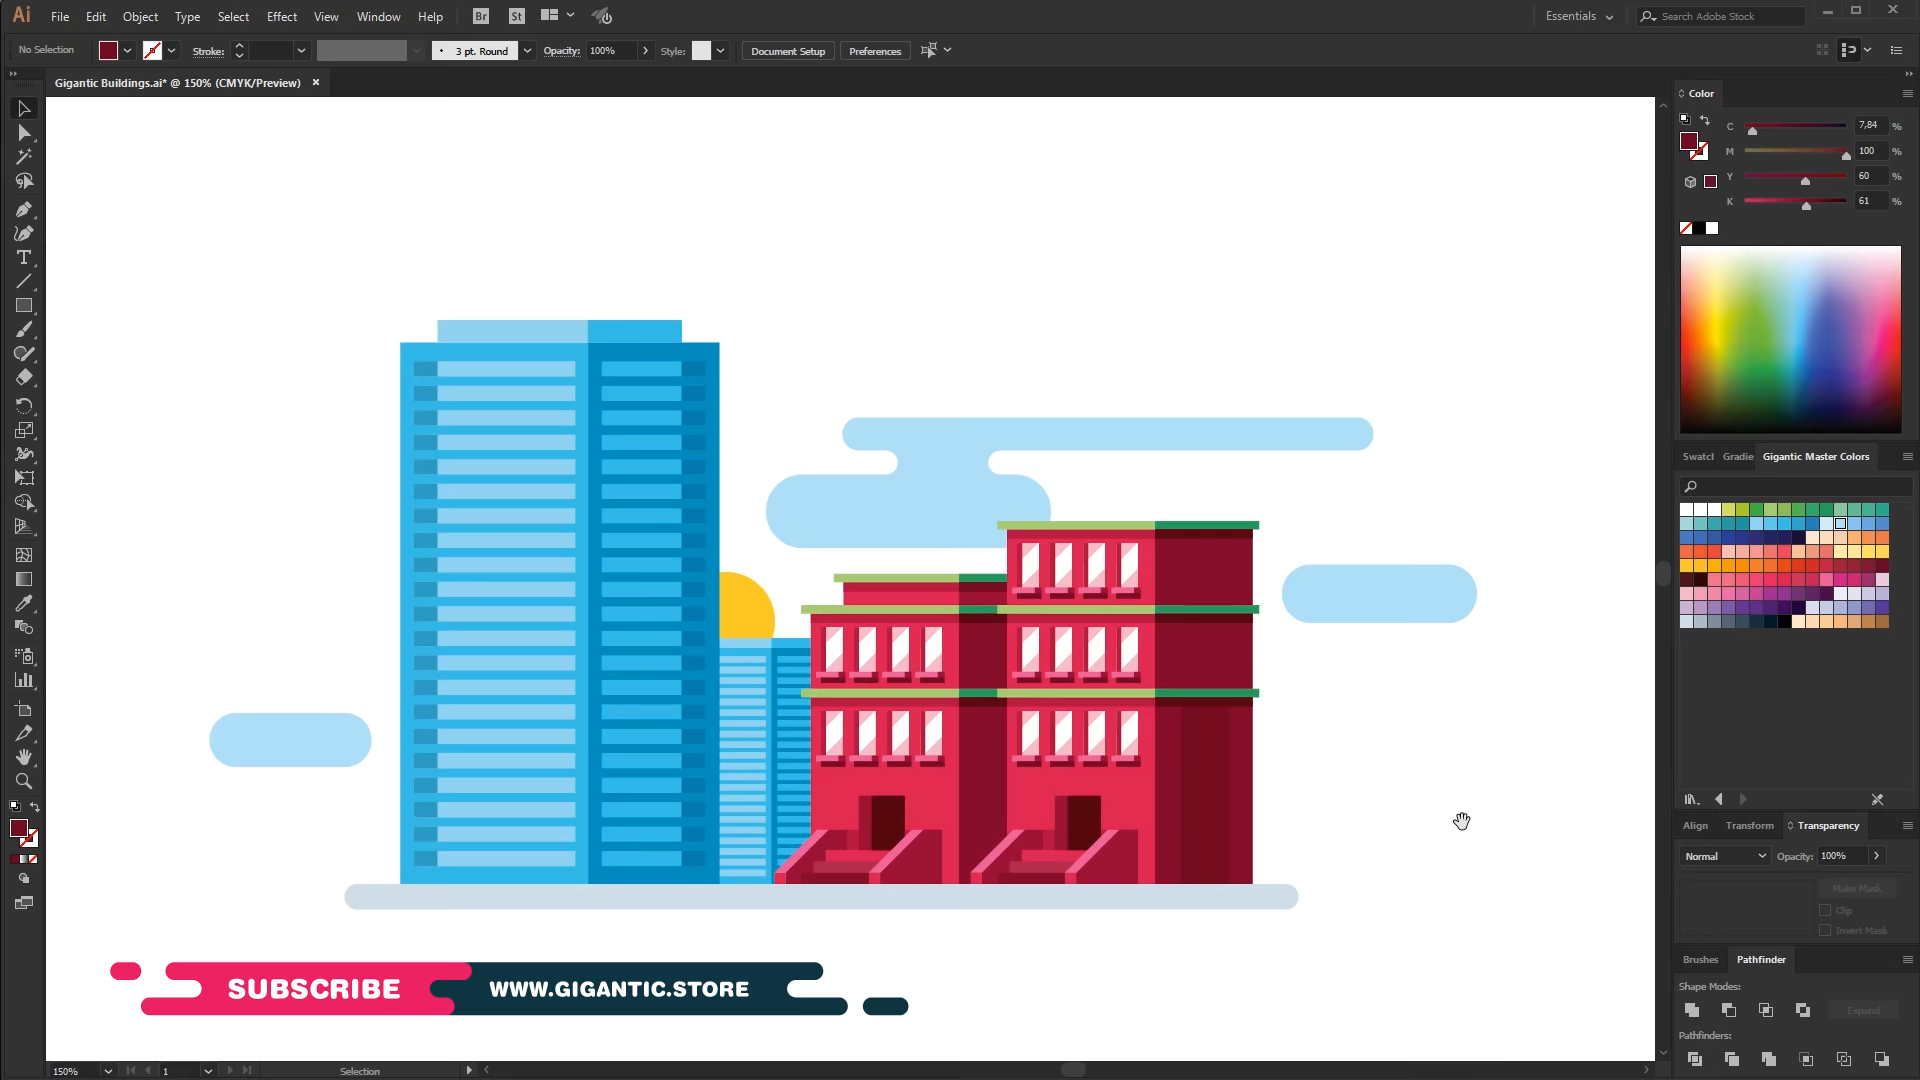 Ai File Edit Object Type Select Effect View Window Help Br St Essentials Search Adobe Stock
No Selection Stroke: 3 pt. Round Opacity: 100% Style: Document Setup Preferences
Gigantic Buildings.ai* @ 150% (CMYK/Preview) ×
Color
C 7,84 %
M 100 %
Y 60 %
K 61 %
Swatcl Gradie Gigantic Master Colors
Align Transform Transparency
Normal Opacity: 100%
Make Mask
Clip
Invert Mask
Brushes Pathfinder
Shape Modes:
Expand
Pathfinders:
SUBSCRIBE WWW.GIGANTIC.STORE
150% 1 Selection